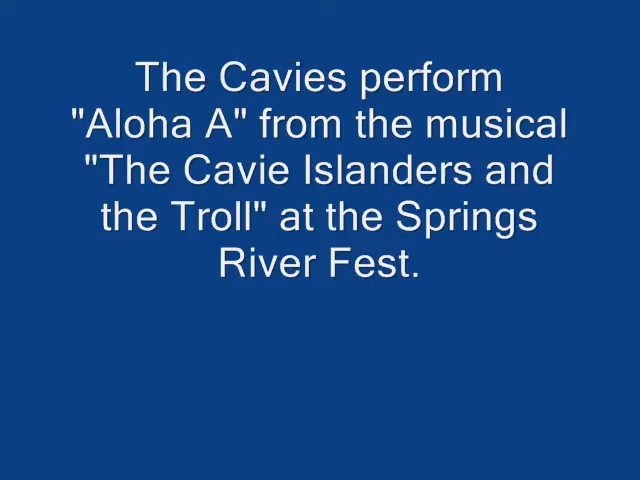 The Cavies perform
"Aloha A" from the musical
"The Cavie Islanders and
the Troll" at the Springs
River Fest.